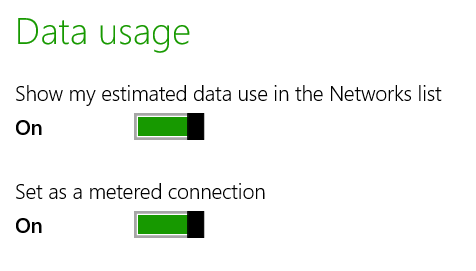 Data usage
Show my estimated data use in the Networks list
On
Set as a metered connection
On